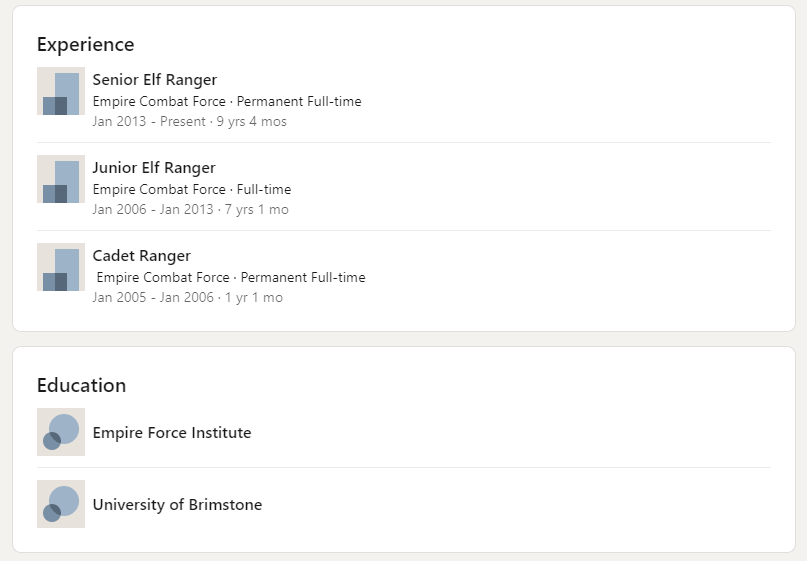 Experience
Senior Elf Ranger
Empire Combat Force · Permanent Full-time
Jan 2013 - Present · 9 yrs 4 mos
Junior Elf Ranger
Empire Combat Force · Full-time
Jan 2006 - Jan 2013 · 7 yrs 1 mo
Cadet Ranger
Empire Combat Force · Permanent Full-time
Jan 2005 - Jan 2006 · 1 yr 1 mo
Education
Empire Force Institute
University of Brimstone